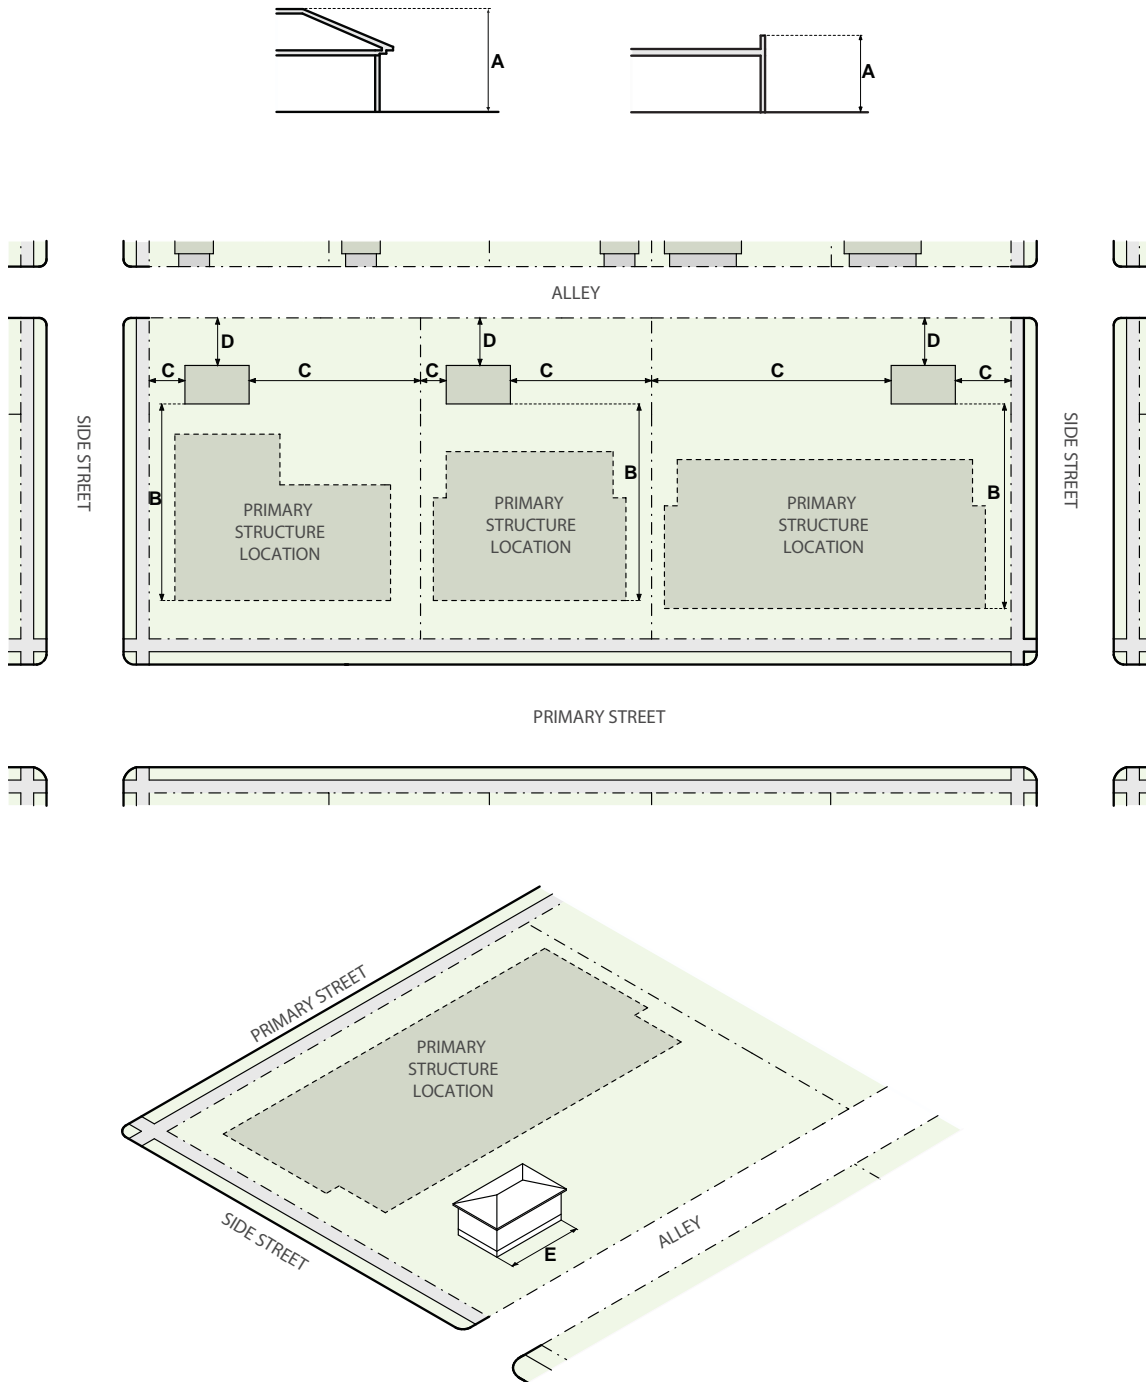 A
A
ALLEY
D
D
D
C
C
C
C
C
C
SIDE STREET
SIDE STREET
B
B
B
PRIMARY
STRUCTURE
LOCATION
PRIMARY
STRUCTURE
LOCATION
PRIMARY
STRUCTURE
LOCATION
PRIMARY STREET
PRIMARY STREET
PRIMARY
STRUCTURE
LOCATION
SIDE STREET
ALLEY
E